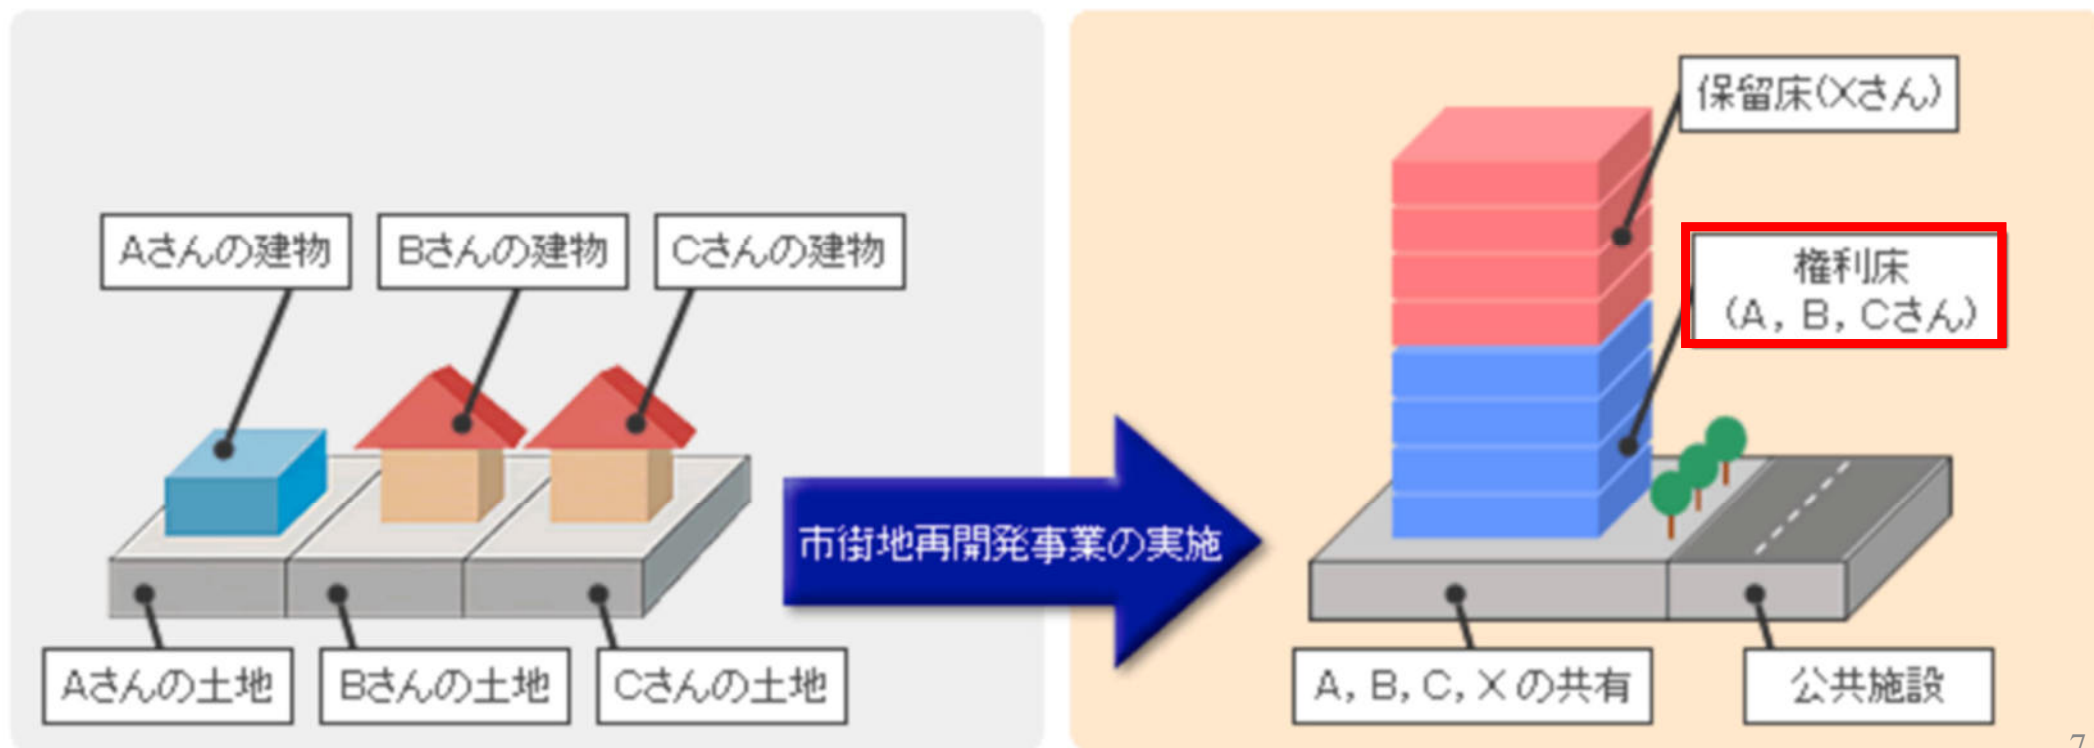 Aさんの建物
Bさんの建物
Cさんの建物
Aさんの土地
Bさんの土地
Cさんの土地
市街地再開発事業の実施
保留床(Xさん)
権利床
(A, B, Cさん)
A, B, C, X の共有
公共施設
7